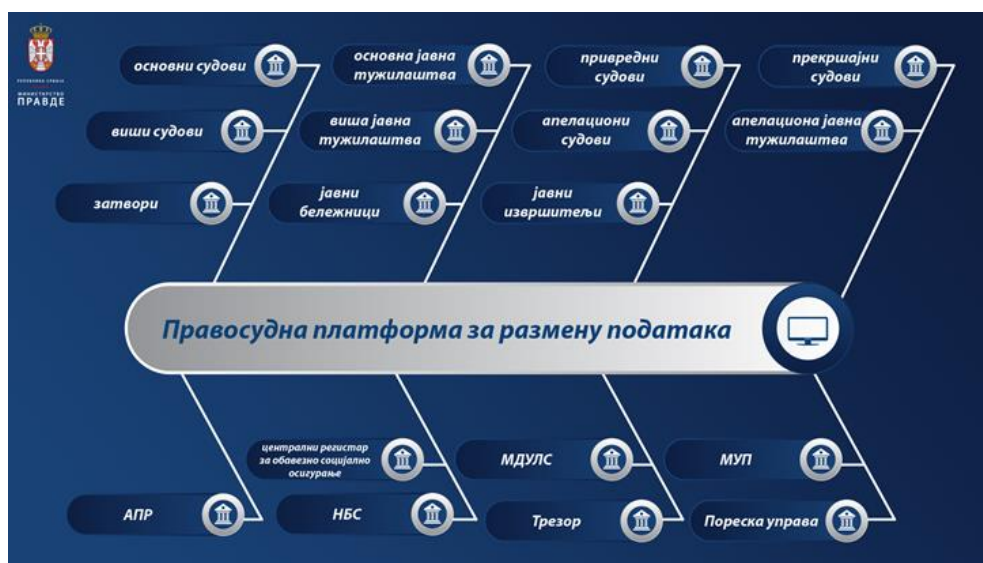 РЕПУБЛИКА СРБИЈА
МИНИСТАРСТВО
ПРАВДЕ
основни судови
основна јавна
тужилаштва
привредни
судови
прекршајни
судови
виши судови
виша јавна
тужилаштва
апелациони
судови
апелациона јавна
тужилаштва
затвори
јавни
бележници
јавни
извршитељи
Правосудна платформа за размену података
централни регистар
за обавезно социјално
осигурање
МДУЛС
МУП
АПР
НБС
Трезор
Пореска управа